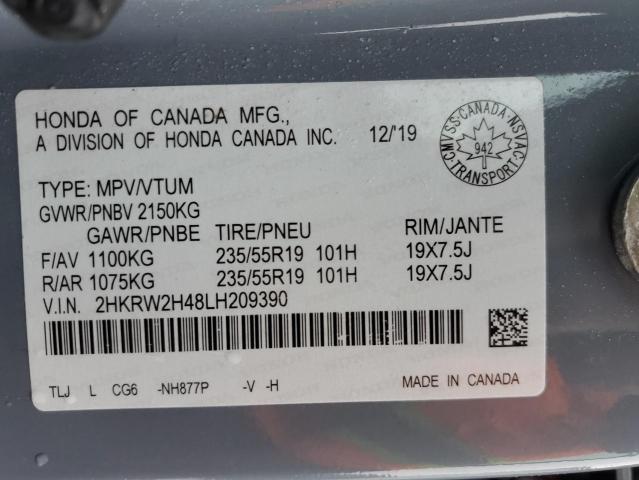 HONDA OF CANADA MFG.,
A DIVISION OF HONDA CANADA INC. 12/'19
CMVSS-CANADA-NSVAC-TRANSPORT-
942
TYPE: MPV/VTUM
GVWR/PNBV 2150KG
GAWR/PNBE TIRE/PNEU RIM/JANTE
F/AV 1100KG 235/55R19 101H 19X7.5J
R/AR 1075KG 235/55R19 101H 19X7.5J
V.I.N. 2HKRW2H48LH209390
TLJ L CG6 -NH877P -V -H MADE IN CANADA